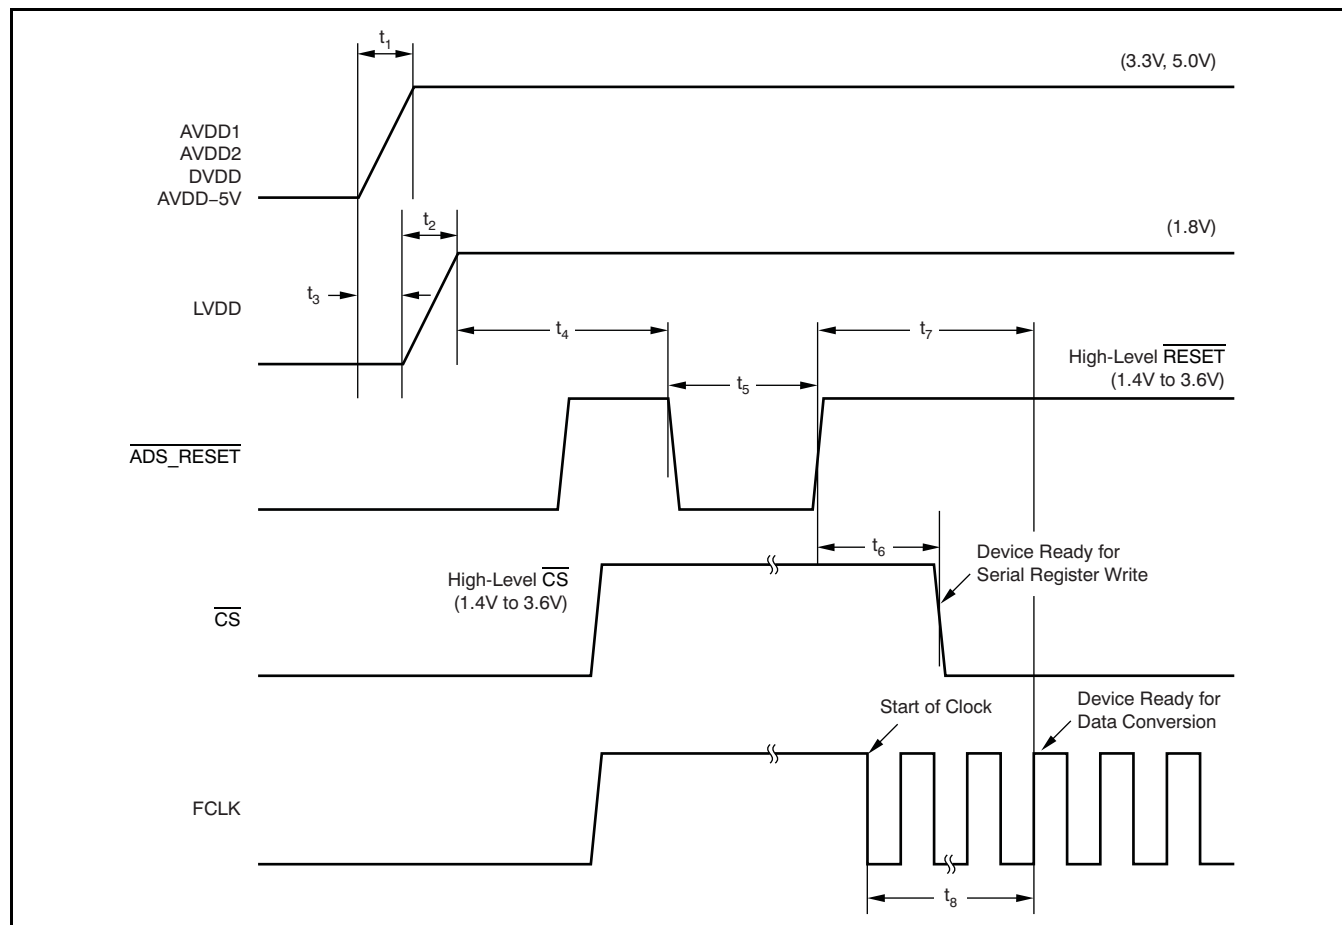 t1
(3.3V, 5.0V)
AVDD1
AVDD2
DVDD
AVDD–5V
t2
(1.8V)
t3
LVDD
t4
t7
High-Level RESET
(1.4V to 3.6V)
t5
ADS_RESET
t6
Device Ready for
Serial Register Write
High-Level CS
(1.4V to 3.6V)
CS
Start of Clock
Device Ready for
Data Conversion
FCLK
t8